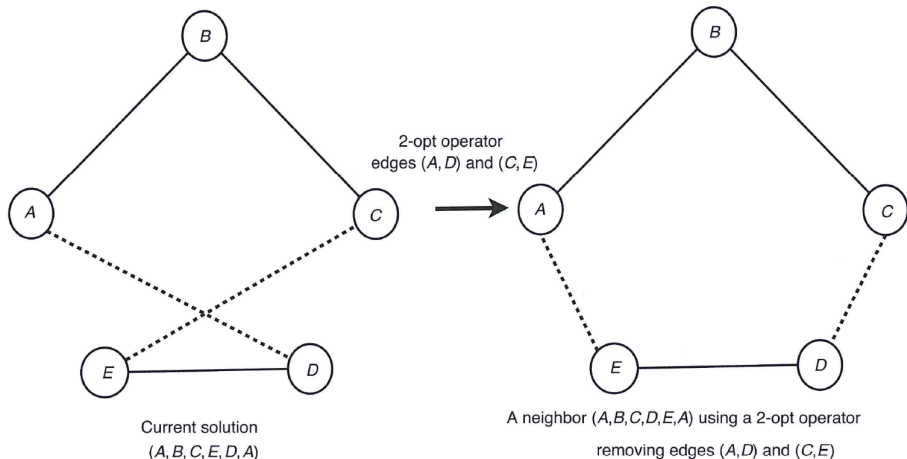 B
A
C
E
D
Current solution
(A, B, C, E, D, A)
2-opt operator
edges (A, D) and (C, E)
B
A
C
E
D
A neighbor (A,B,C,D,E,A) using a 2-opt operator
removing edges (A,D) and (C,E)